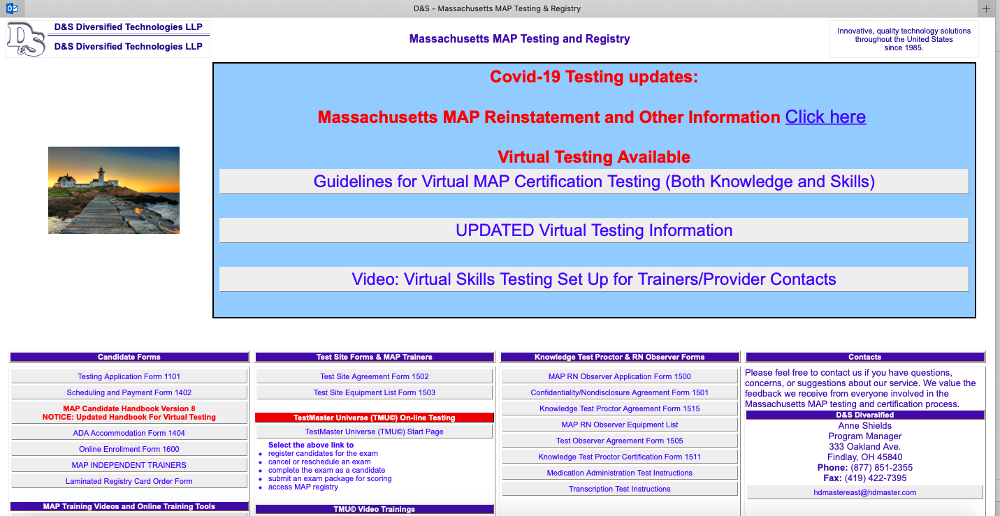 D&S - Massachusetts MAP Testing & Registry
D&S
D&S Diversified Technologies LLP
D&S Diversified Technologies LLP
Massachusetts MAP Testing and Registry
Innovative, quality technology solutions
throughout the United States
since 1985.
Covid-19 Testing updates:
Massachusetts MAP Reinstatement and Other Information Click here
Virtual Testing Available
Guidelines for Virtual MAP Certification Testing (Both Knowledge and Skills)
UPDATED Virtual Testing Information
Video: Virtual Skills Testing Set Up for Trainers/Provider Contacts
Candidate Forms
Testing Application Form 1101
Scheduling and Payment Form 1402
MAP Candidate Handbook Version 8
NOTICE: Updated Handbook For Virtual Testing
ADA Accommodation Form 1404
Online Enrollment Form 1600
MAP INDEPENDENT TRAINERS
Laminated Registry Card Order Form
MAP Training Videos and Online Training Tools
Test Site Forms & MAP Trainers
Test Site Agreement Form 1502
Test Site Equipment List Form 1503
TestMaster Universe (TMU©) On-line Testing
TestMaster Universe (TMU©) Start Page
Select the above link to
• register candidates for the exam
• cancel or reschedule an exam
• complete the exam as a candidate
• submit an exam package for scoring
• access MAP registry
TMU© Video Trainings
Knowledge Test Proctor & RN Observer Forms
MAP RN Observer Application Form 1500
Confidentiality/Nondisclosure Agreement Form 1501
Knowledge Test Proctor Agreement Form 1515
MAP RN Observer Equipment List
Test Observer Agreement Form 1505
Knowledge Test Proctor Certification Form 1511
Medication Administration Test Instructions
Transcription Test Instructions
Contacts
Please feel free to contact us if you have questions,
concerns, or suggestions about our service. We value the
feedback we receive from everyone involved in the
Massachusetts MAP testing and certification process.
D&S Diversified
Anne Shields
Program Manager
333 Oakland Ave.
Findlay, OH 45840
Phone: (877) 851-2355
Fax: (419) 422-7395
hdmastereast@hdmaster.com